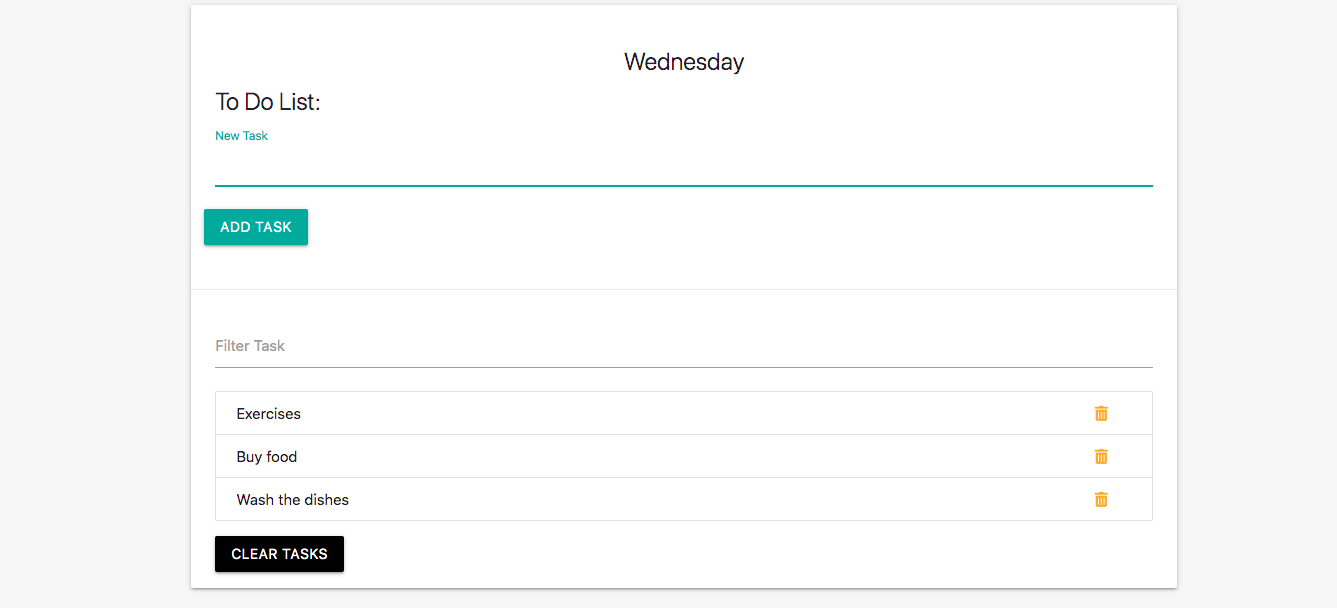 Wednesday
To Do List:
New Task
ADD TASK
Filter Task
Exercises
Buy food
Wash the dishes
CLEAR TASKS